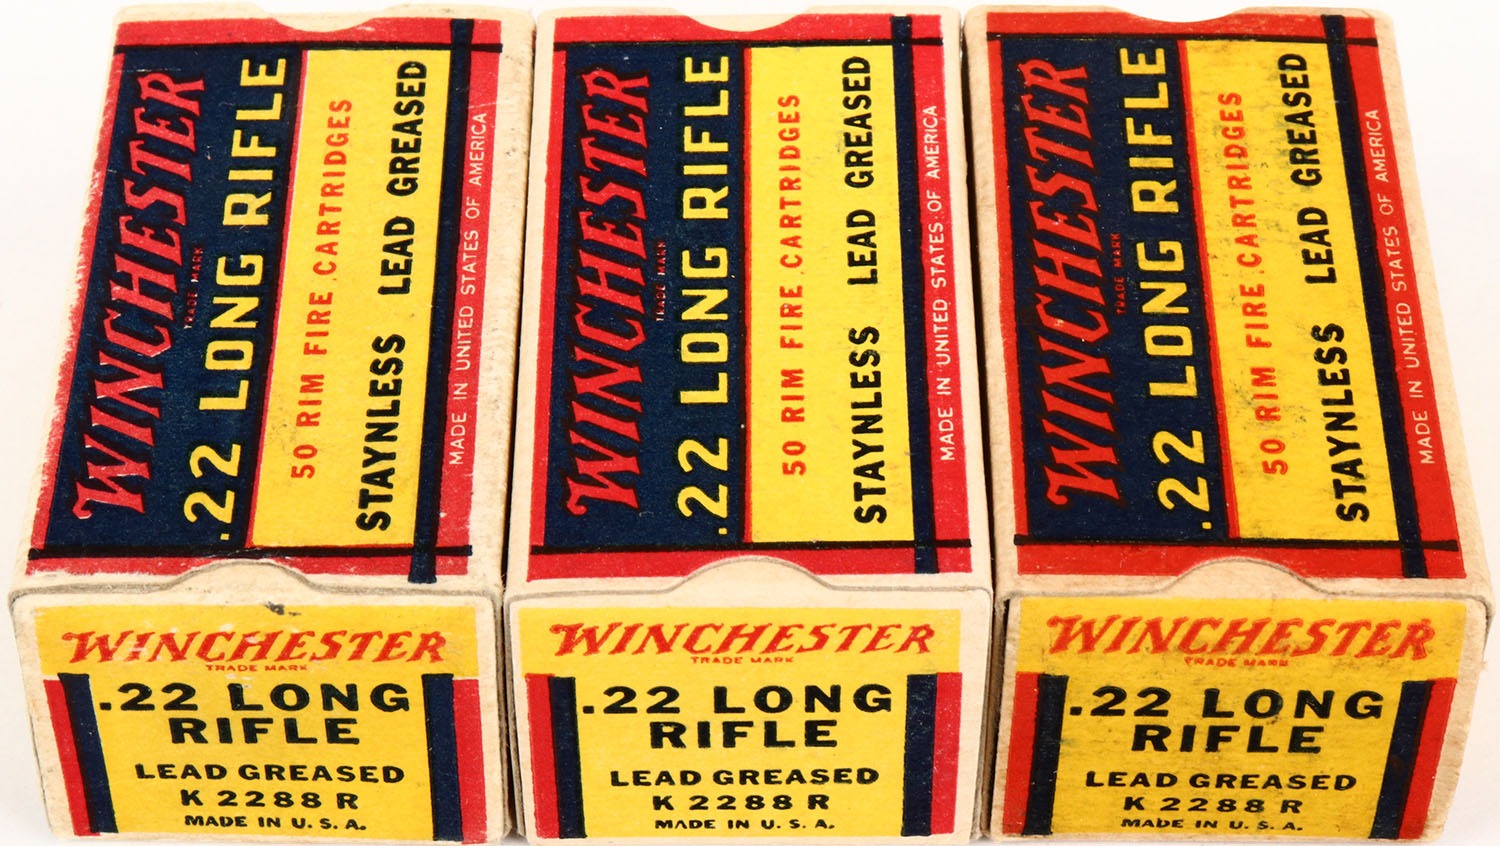 WINCHESTER
TRADE MARK
.22 LONG RIFLE
50 RIM FIRE CARTRIDGES
STAYNLESS LEAD GREASED
MADE IN UNITED STATES OF AMERICA
WINCHESTER
TRADE MARK
.22 LONG
RIFLE
LEAD GREASED
K 2288 R
MADE IN U.S.A.
WINCHESTER
TRADE MARK
.22 LONG RIFLE
50 RIM FIRE CARTRIDGES
STAYNLESS LEAD GREASED
MADE IN UNITED STATES OF AMERICA
WINCHESTER
TRADE MARK
.22 LONG
RIFLE
LEAD GREASED
K 2288 R
MADE IN U.S.A.
WINCHESTER
TRADE MARK
.22 LONG RIFLE
50 RIM FIRE CARTRIDGES
STAYNLESS LEAD GREASED
MADE IN UNITED STATES OF AMERICA
WINCHESTER
TRADE MARK
.22 LONG
RIFLE
LEAD GREASED
K 2288 R
MADE IN U.S.A.